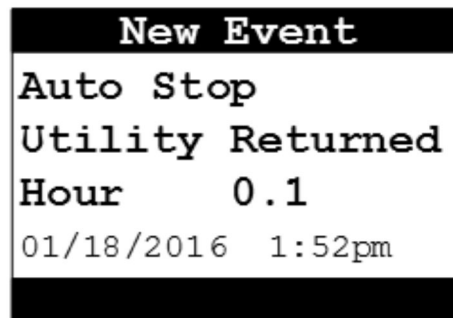 New Event
Auto Stop
Utility Returned
Hour 0.1
01/18/2016 1:52pm